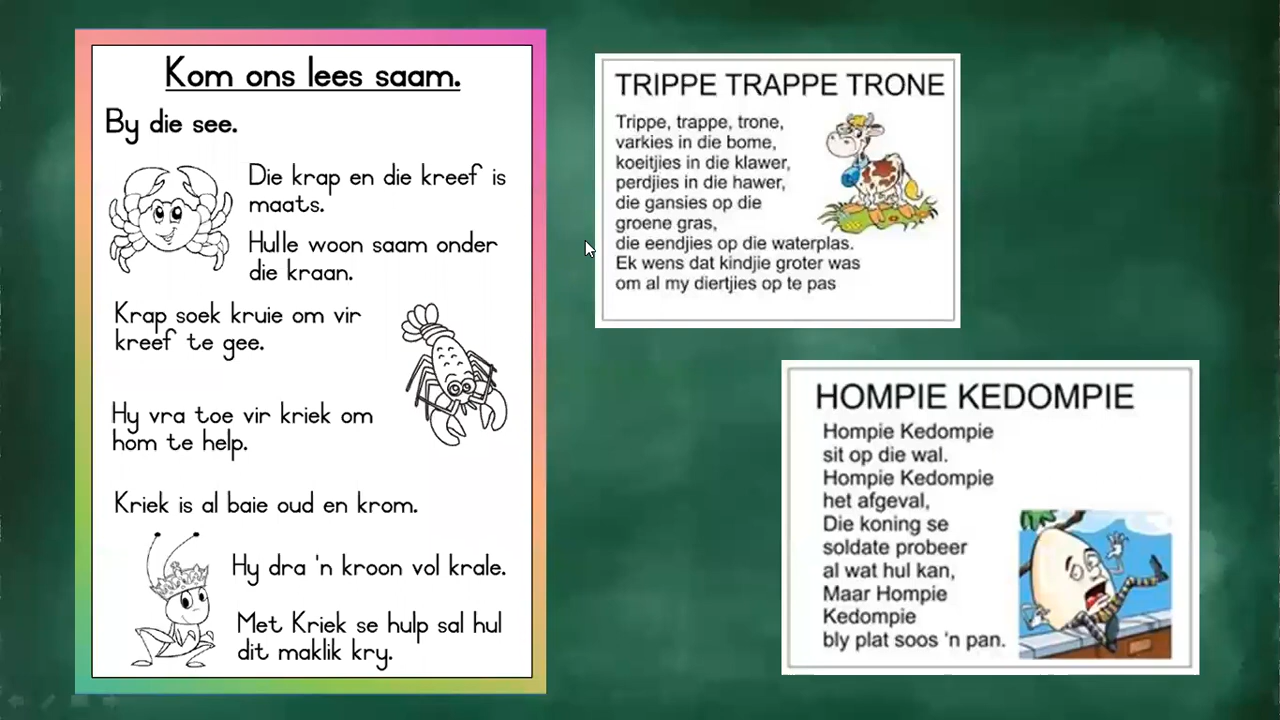 Kom ons lees saam.
By die see.
Die krap en die kreef is
maats.
Hulle woon saam onder
die kraan.
Krap soek kruie om vir
kreef te gee.
Hy vra toe vir kriek om
hom te help.
Kriek is al baie oud en krom.
Hy dra 'n kroon vol krale.
Met Kriek se hulp sal hul
dit maklik kry.
TRIPPE TRAPPE TRONE
Trippe, trappe, trone,
varkies in die bome,
koeitjies in die klawer,
perdjies in die hawer,
die gansies op die
groene gras,
die eendjies op die waterplas.
Ek wens dat kindjie groter was
om al my diertjies op te pas
HOMPIE KEDOMPIE
Hompie Kedompie
sit op die wal.
Hompie Kedompie
het afgeval,
Die koning se
soldate probeer
al wat hul kan,
Maar Hompie
Kedompie
bly plat soos 'n pan.